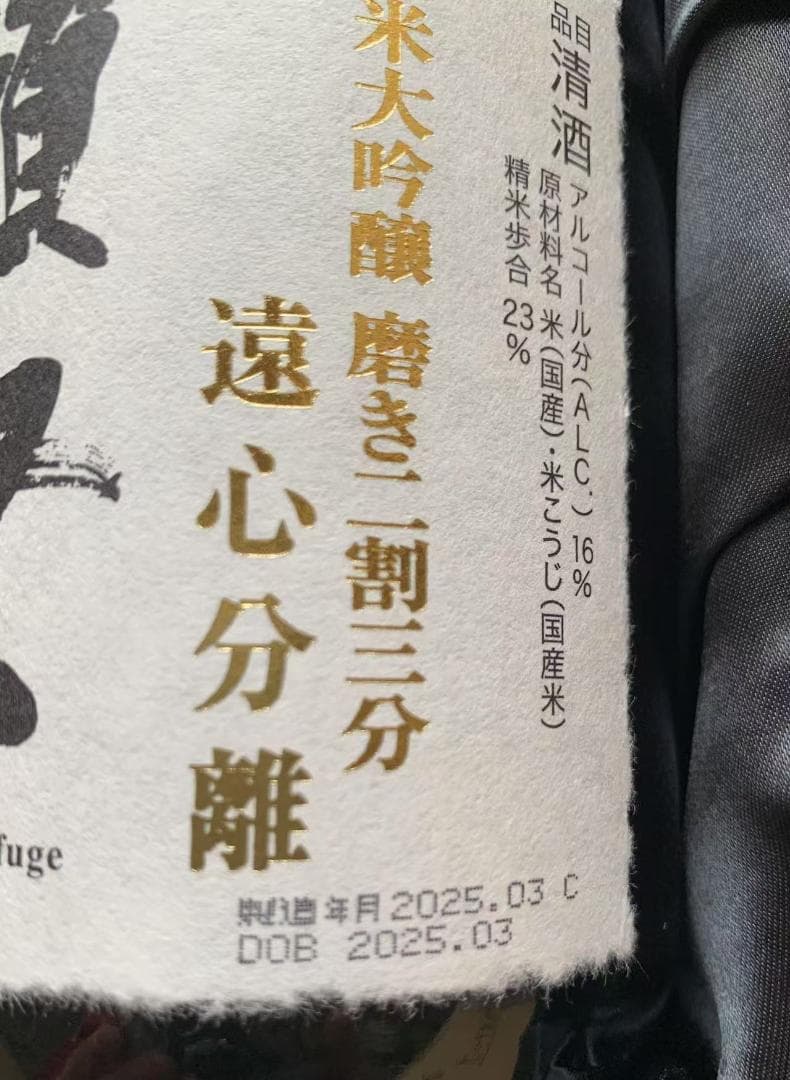 品目
清酒
アルコール分(ALC.) 16%
原材料名 米(国産)・米こうじ(国産米)
精米歩合 23%
米大吟醸 磨き二割三分
遠心分離
fuge
製造年月 2025.03 C
DOB 2025.03